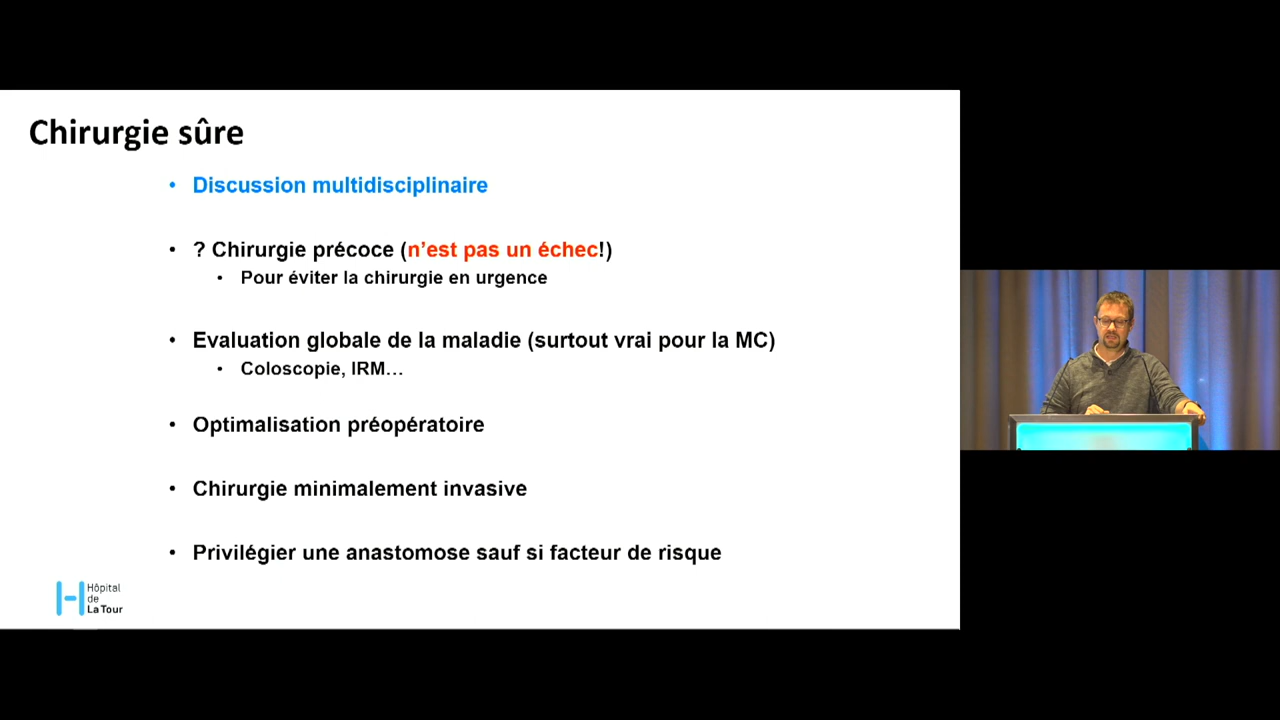 Chirurgie sûre
• Discussion multidisciplinaire
• ? Chirurgie précoce (n’est pas un échec!)
• Pour éviter la chirurgie en urgence
• Evaluation globale de la maladie (surtout vrai pour la MC)
• Coloscopie, IRM…
• Optimalisation préopératoire
• Chirurgie minimalement invasive
• Privilégier une anastomose sauf si facteur de risque
Hôpital
de
La Tour